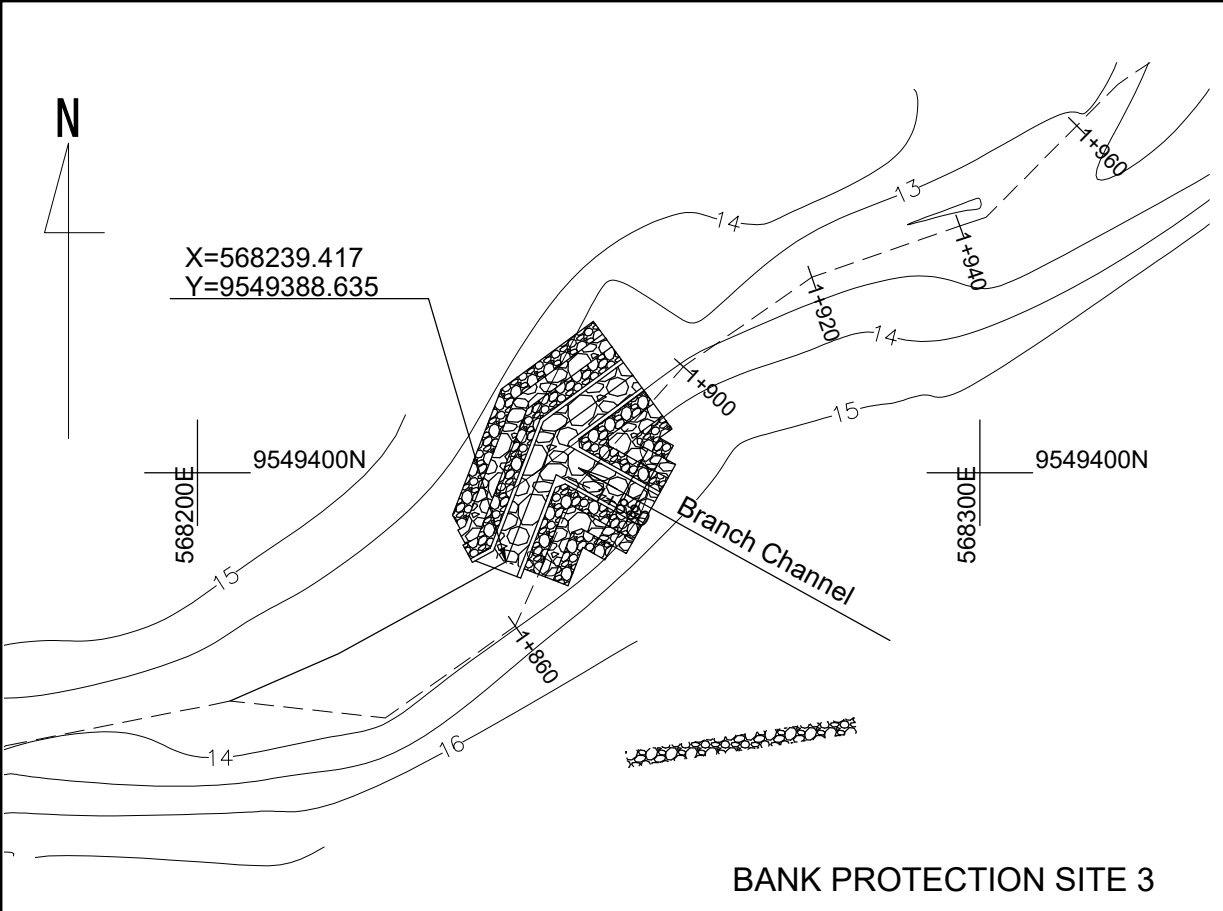 N
13
1+960
14
X=568239.417
Y=9549388.635
1+940
1+920
14
1+900
15
9549400N
568200E
9549400N
568300E
Branch Channel
15
1+860
14
16
BANK PROTECTION SITE 3